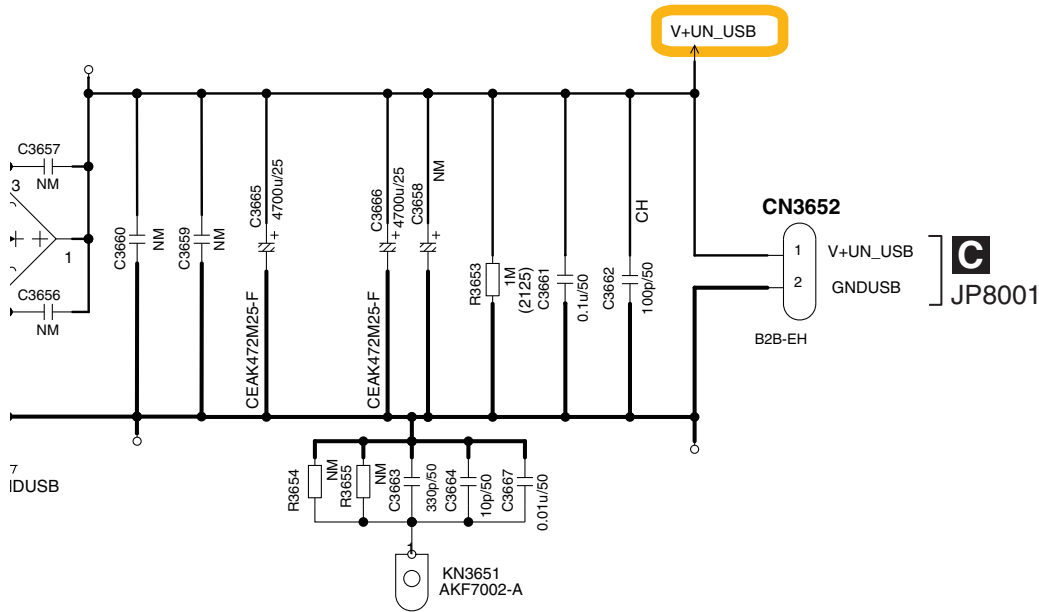 V+UN_USB
C3657
NM
3
1
C3656
NM
C3660
NM
C3659
NM
C3665
4700u/25
+
CEAK472M25-F
C3666
4700u/25
+
CEAK472M25-F
C3658
NM
+
R3653
1M
(2125)
C3661
0.1u/50
C3662
100p/50
CH
CN3652
1
V+UN_USB
2
GNDUSB
B2B-EH
C
JP8001
7
IDUSB
R3654
NM
R3655
NM
C3663
330p/50
C3664
10p/50
C3667
0.01u/50
1
KN3651
AKF7002-A